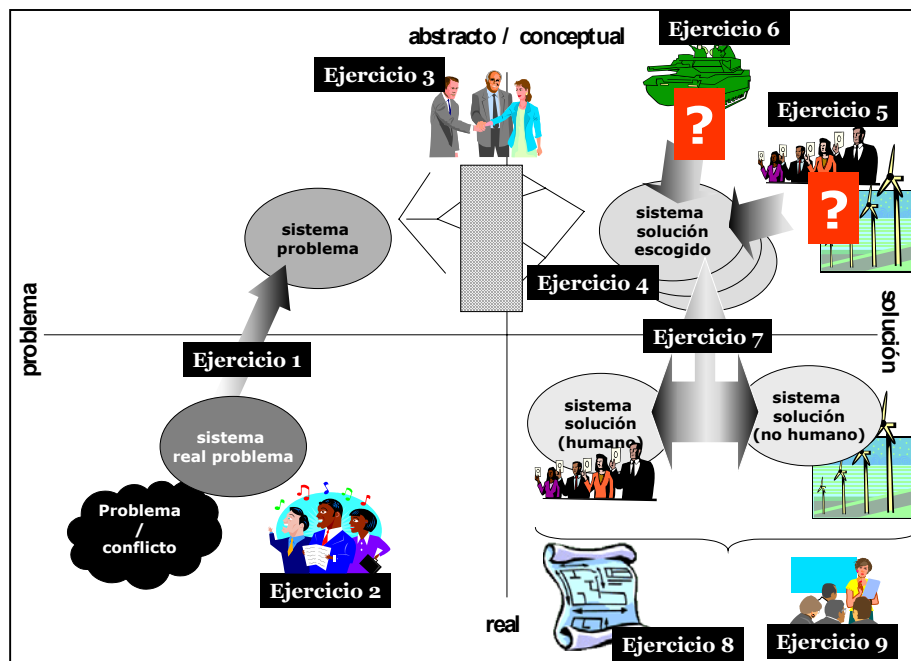 abstracto / conceptual
Ejercicio 6
Ejercicio 3
Ejercicio 5
?
?
sistema
problema
sistema
solución
escogido
Ejercicio 4
problema
solución
Ejercicio 1
Ejercicio 7
sistema
real problema
sistema
solución
(humano)
sistema
solución
(no humano)
Problema
/
conflicto
Ejercicio 2
real
Ejercicio 8
Ejercicio 9